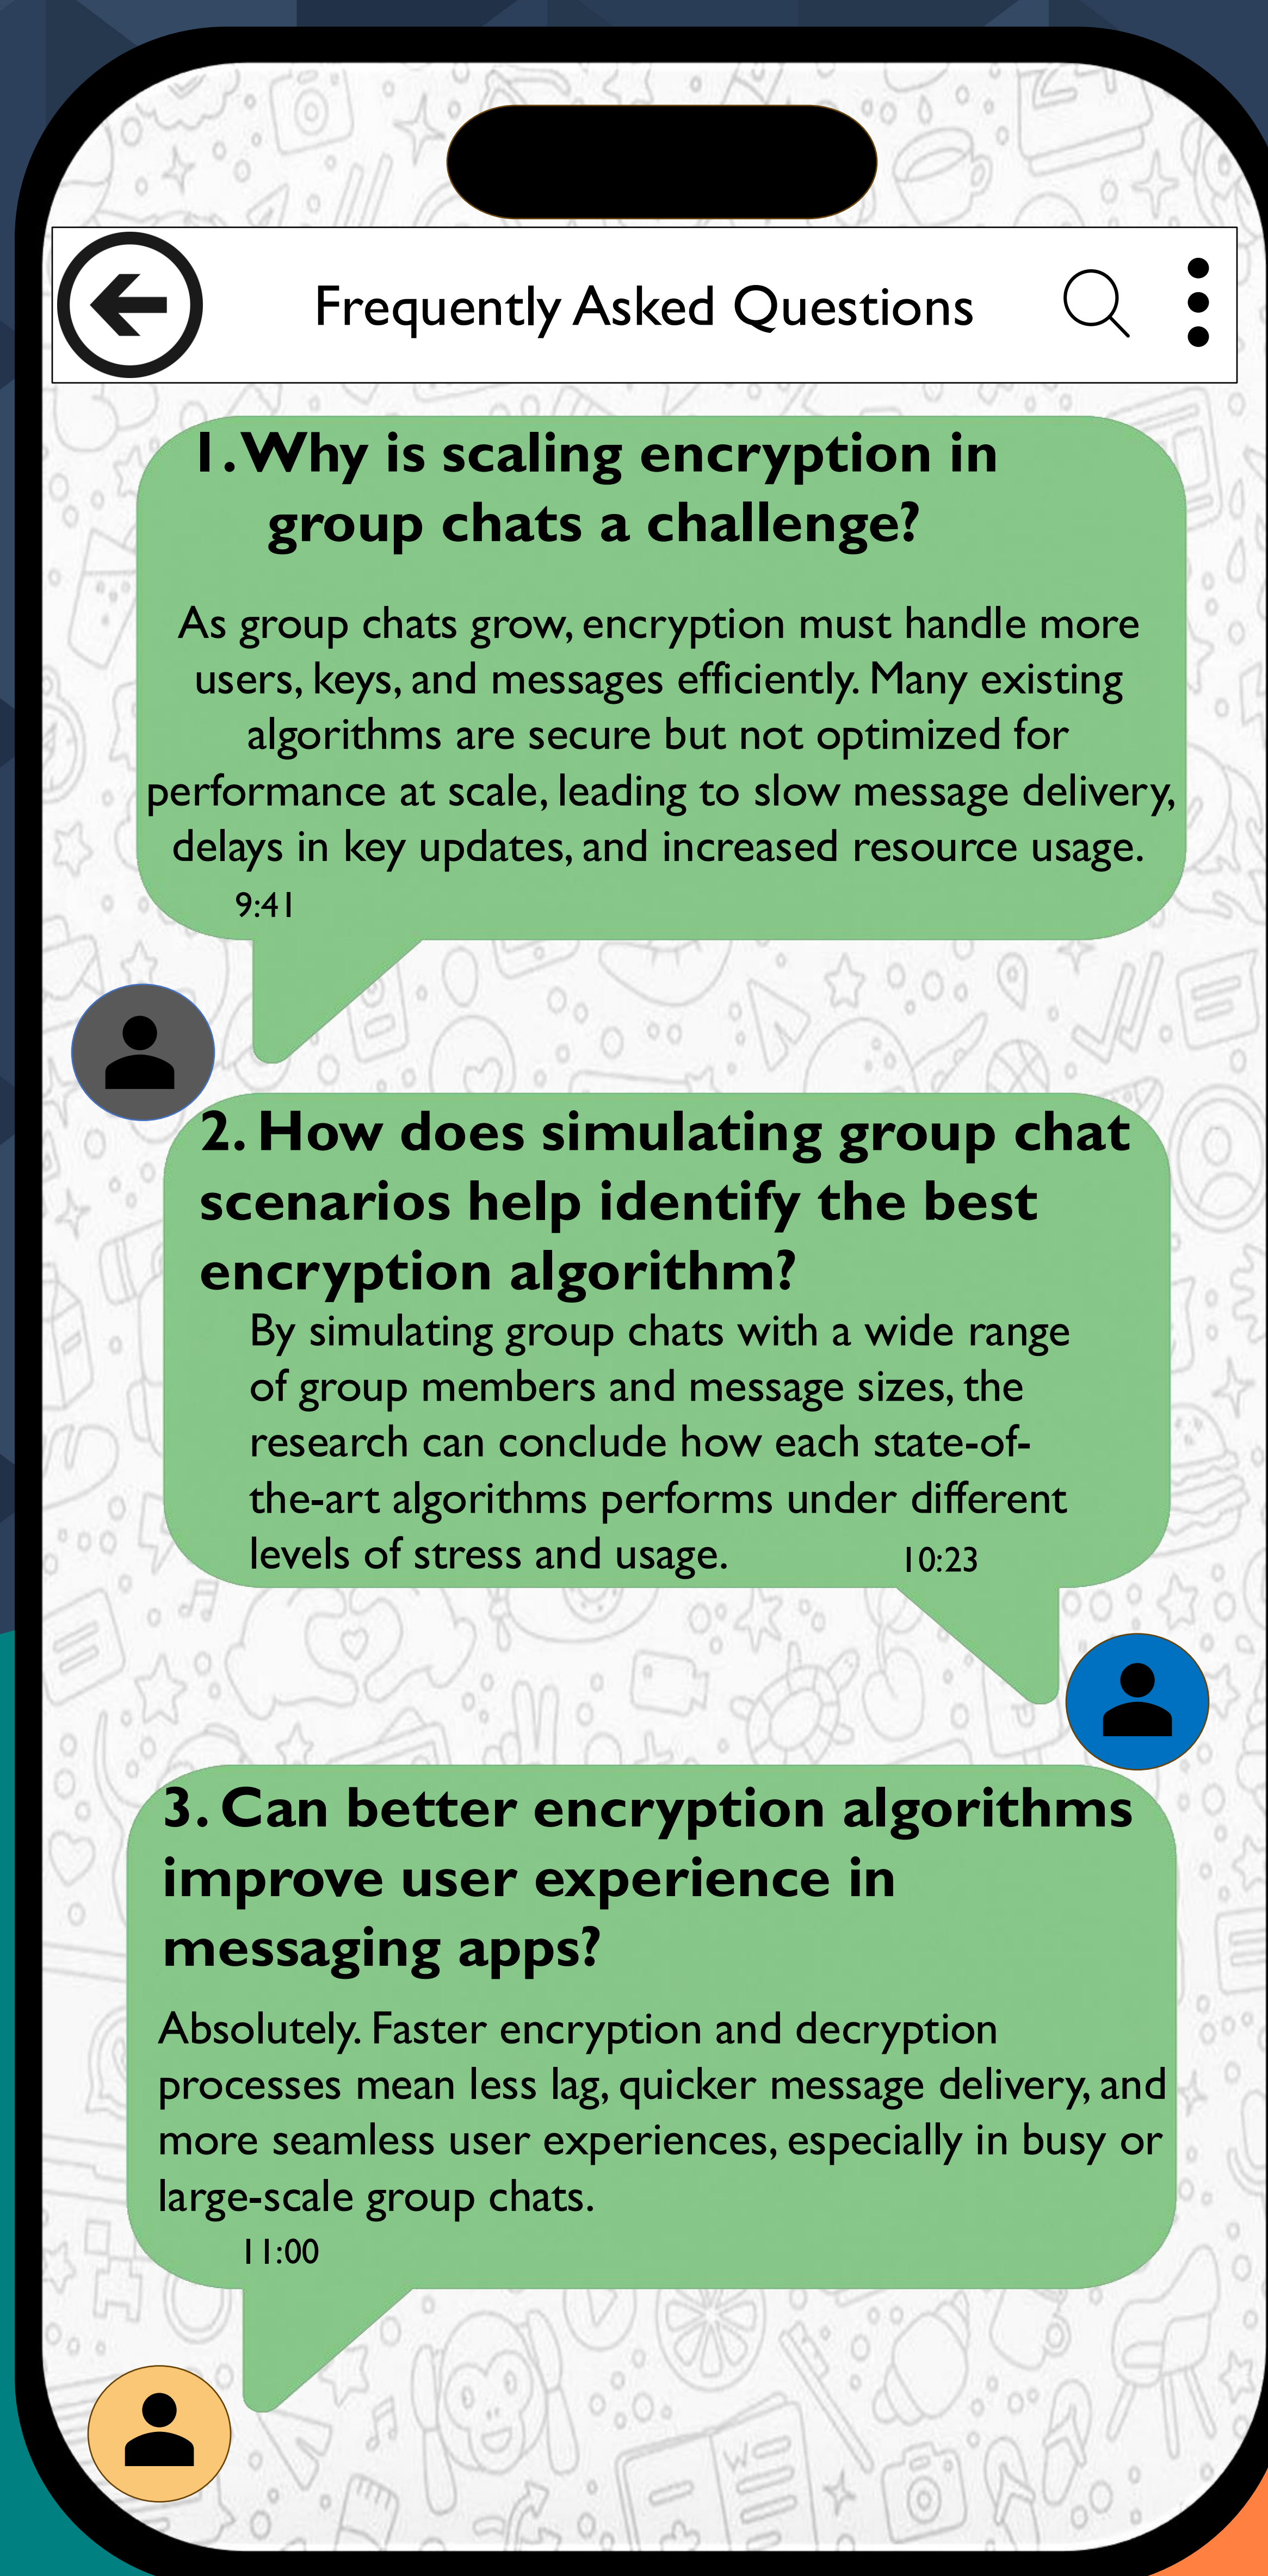 Frequently Asked Questions
1. Why is scaling encryption in
group chats a challenge?
As group chats grow, encryption must handle more
users, keys, and messages efficiently. Many existing
algorithms are secure but not optimized for
performance at scale, leading to slow message delivery,
delays in key updates, and increased resource usage.
9:41
2. How does simulating group chat
scenarios help identify the best
encryption algorithm?
By simulating group chats with a wide range
of group members and message sizes, the
research can conclude how each state-of-
the-art algorithms performs under different
levels of stress and usage.
10:23
3. Can better encryption algorithms
improve user experience in
messaging apps?
Absolutely. Faster encryption and decryption
processes mean less lag, quicker message delivery, and
more seamless user experiences, especially in busy or
large-scale group chats.
11:00